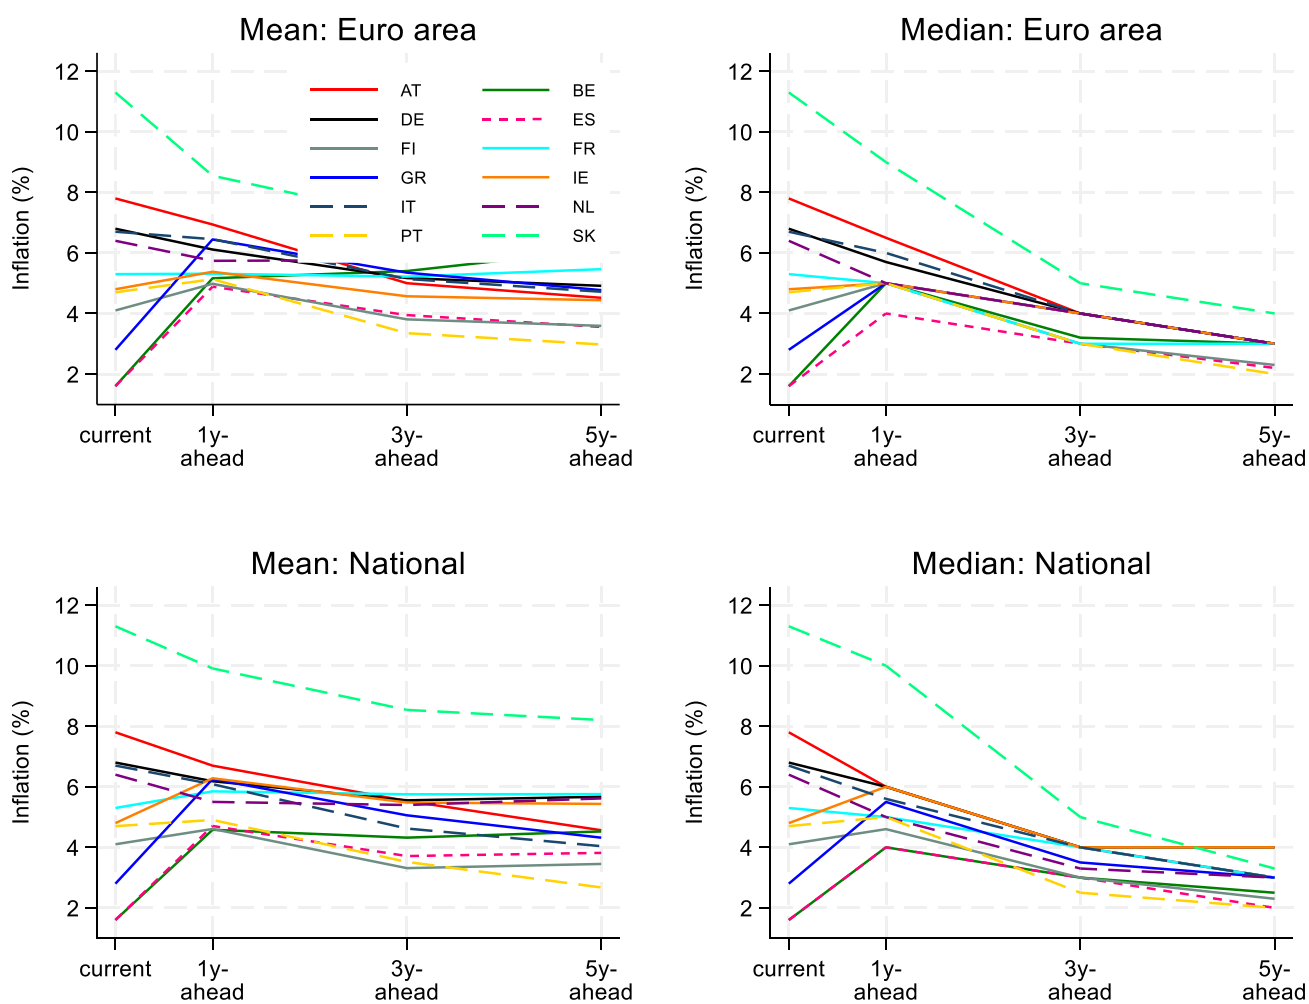 Mean: Euro area
Inflation (%)
12
10
8
6
4
2
AT BE
DE ES
FI FR
GR IE
IT NL
PT SK
current 1y- 3y- 5y-
ahead ahead ahead
Median: Euro area
Inflation (%)
12
10
8
6
4
2
current 1y- 3y- 5y-
ahead ahead ahead
Mean: National
Inflation (%)
12
10
8
6
4
2
current 1y- 3y- 5y-
ahead ahead ahead
Median: National
Inflation (%)
12
10
8
6
4
2
current 1y- 3y- 5y-
ahead ahead ahead